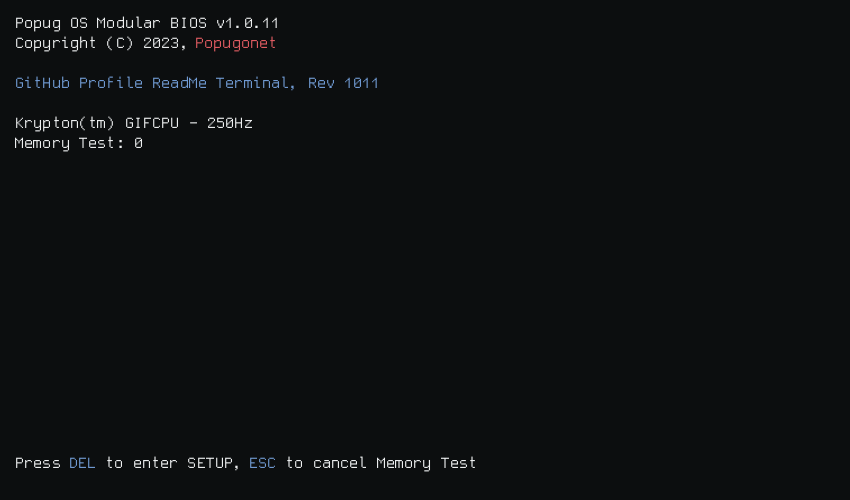 Popug OS Modular BIOS v1.0.11
Copyright (C) 2023, Popugonet
GitHub Profile ReadMe Terminal, Rev 1011
Krypton(tm) GIFCPU - 250Hz
Memory Test: 0
Press DEL to enter SETUP, ESC to cancel Memory Test